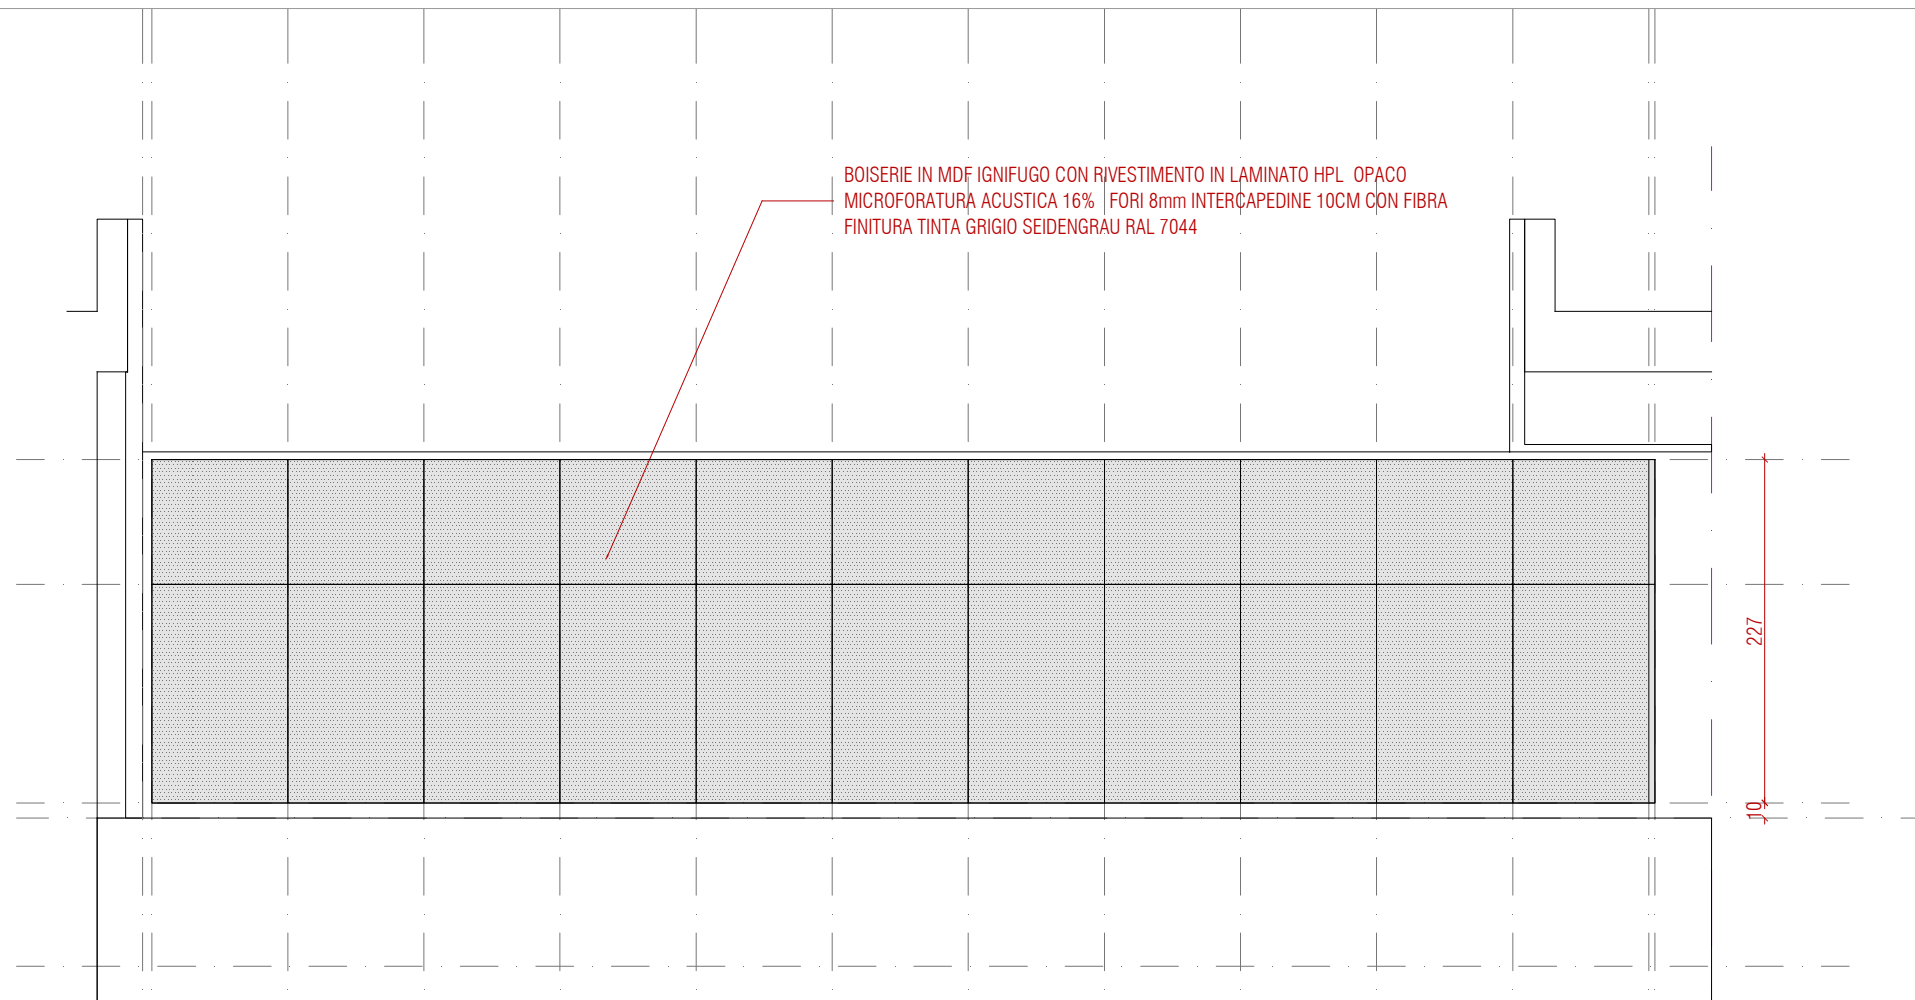 BOISERIE IN MDF IGNIFUGO CON RIVESTIMENTO IN LAMINATO HPL OPACO
MICROFORATURA ACUSTICA 16% FORI 8mm INTERCAPEDINE 10CM CON FIBRA
FINITURA TINTA GRIGIO SEIDENGRAU RAL 7044
227
10